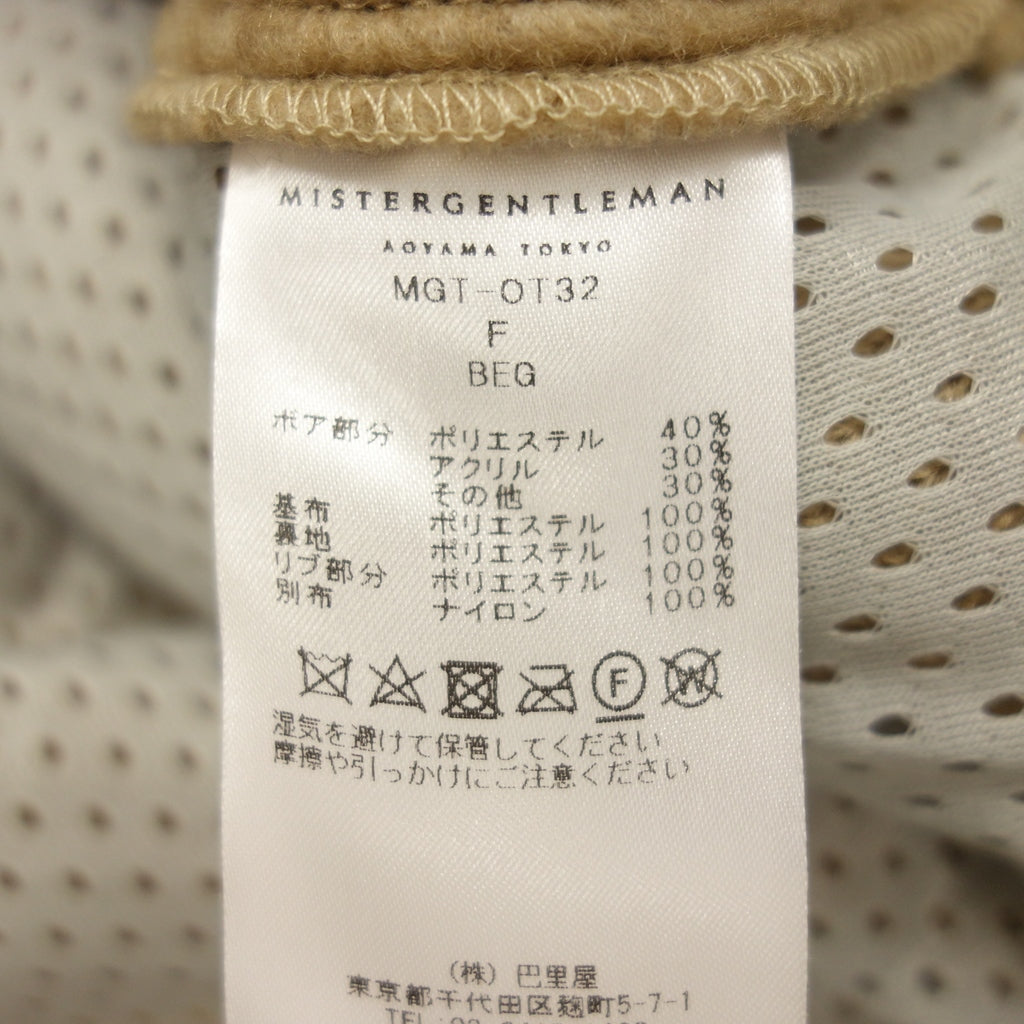 MISTERGENTLEMAN
AOYAMA TOKYO
MGT-OT32
F
BEG
ボア部分 ポリエステル 40%
アクリル 30%
その他 30%
基布 ポリエステル 100%
裏地 ポリエステル 100%
リブ部分 ポリエステル 100%
別布 ナイロン 100%
F W
湿気を避けて保管してください
摩擦や引っかけにご注意ください
(株) 巴里屋
東京都千代田区麹町5-7-1
TEL